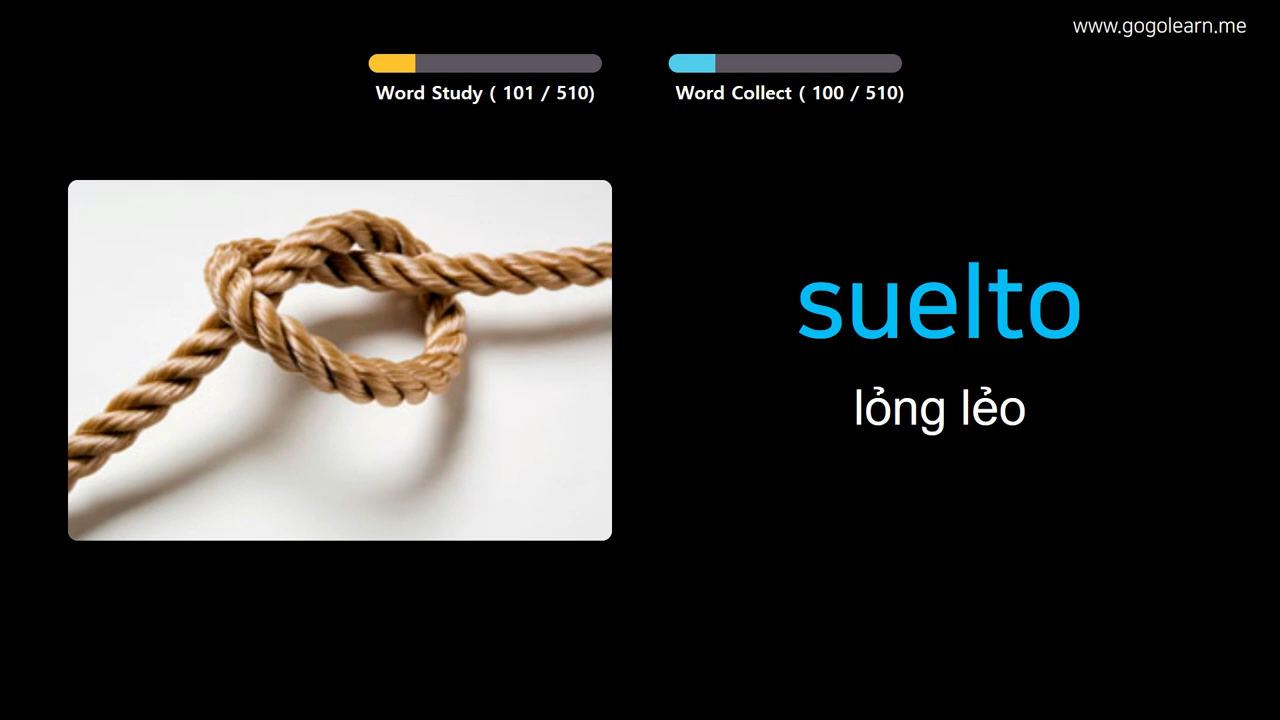 www.gogolearn.me
Word Study ( 101 / 510)
Word Collect ( 100 / 510)
suelto
lỏng lẻo